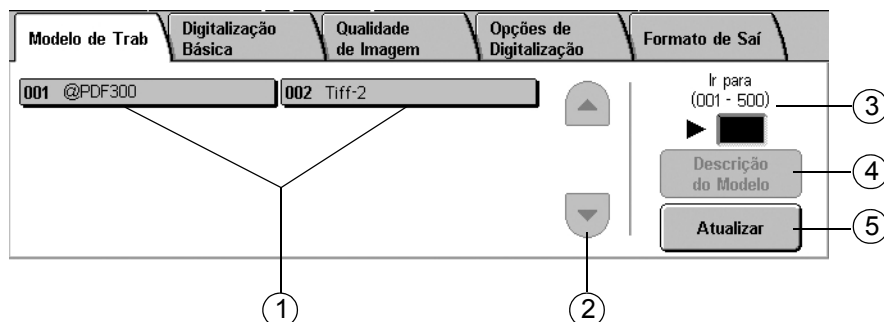 Modelo de Trab
Digitalização
Básica
Qualidade
de Imagem
Opções de
Digitalização
Formato de Saí
001 @PDF300
002 Tiff-2
Ir para
(001 - 500)
Descrição
do Modelo
Atualizar
1
2
3
4
5